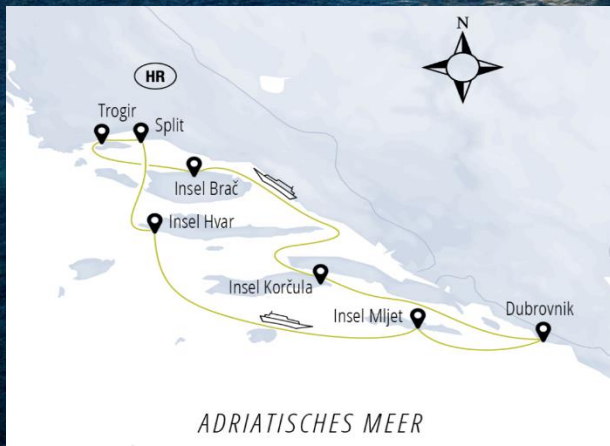 N
HR
Trogir
Split
Insel Brač
Insel Hvar
Insel Korčula
Insel Mljet
Dubrovnik
ADRIATISCHES MEER